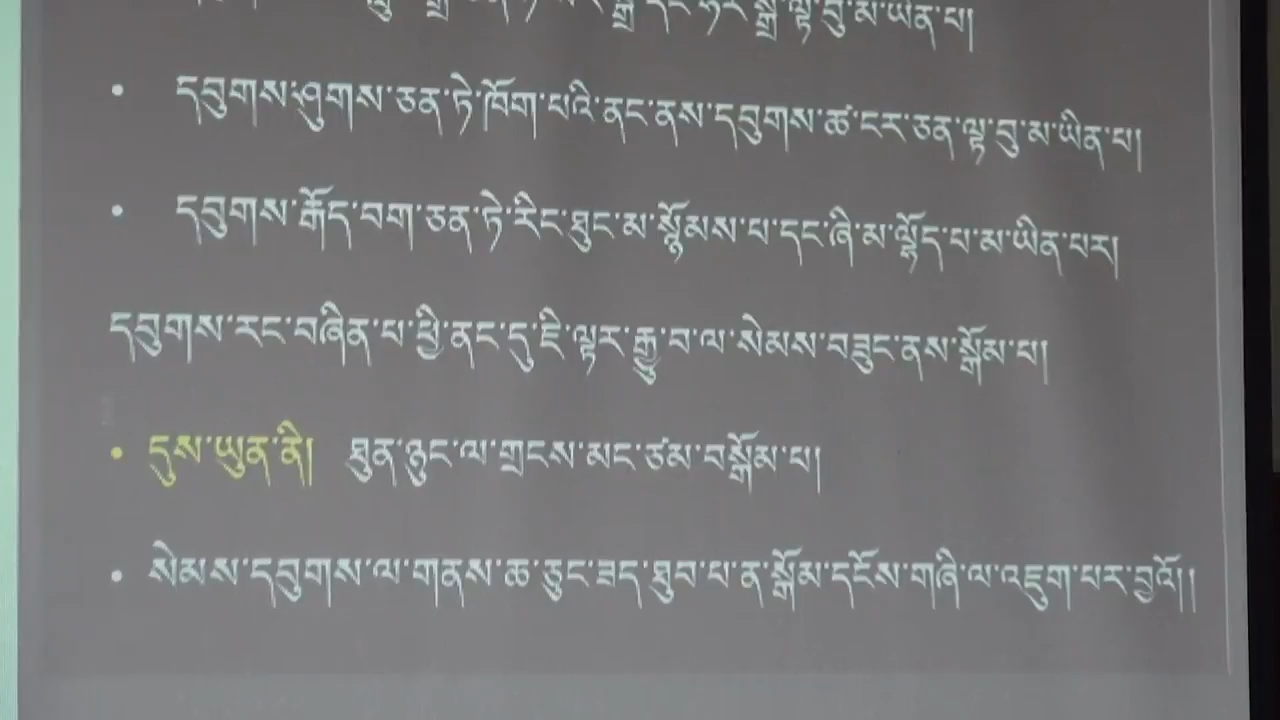 སྒྲ་ལྟ་བུ་མ་ཡིན་པ།
• དབུགས་ཤུགས་ཅན་ཏེ་ཁོག་པའི་ནང་ནས་དབུགས་ཚ་ངར་ཅན་ལྟ་བུ་མ་ཡིན་པ།
• དབུགས་རྒོད་བག་ཅན་ཏེ་རིང་ཐུང་མ་སྙོམས་པ་དང་ཞི་མ་ལྷོད་པ་མ་ཡིན་པར།
དབུགས་རང་བཞིན་པ་ཕྱི་ནང་དུ་ཇི་ལྟར་རྒྱུ་བ་ལ་སེམས་བཟུང་ནས་སྒོམ་པ།
• དུས་ཡུན་ནི། ཐུན་ཉུང་ལ་གྲངས་མང་ཙམ་བསྒོམ་པ།
• སེམས་དབུགས་ལ་གནས་ཆ་ཅུང་ཟད་ཐུབ་པ་ན་སྒོམ་དངོས་གཞི་ལ་འཇུག་པར་བྱའོ།།